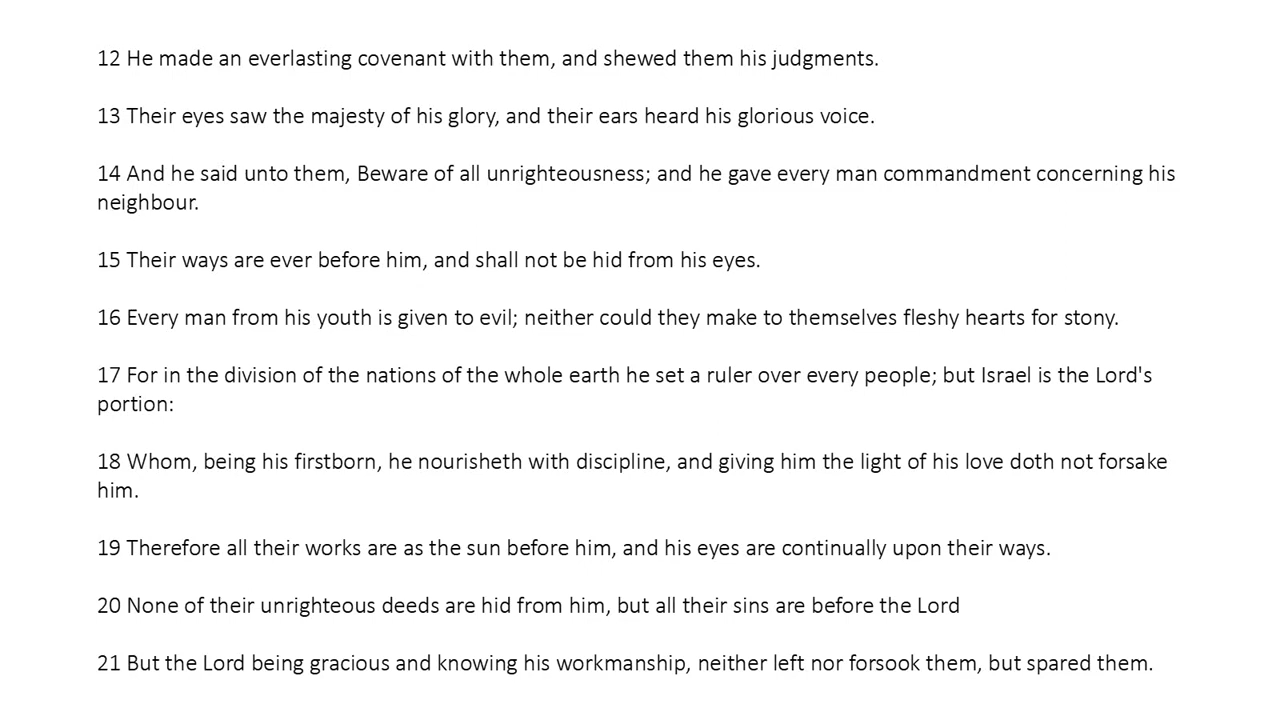 12 He made an everlasting covenant with them, and shewed them his judgments.
13 Their eyes saw the majesty of his glory, and their ears heard his glorious voice.
14 And he said unto them, Beware of all unrighteousness; and he gave every man commandment concerning his
neighbour.
15 Their ways are ever before him, and shall not be hid from his eyes.
16 Every man from his youth is given to evil; neither could they make to themselves fleshy hearts for stony.
17 For in the division of the nations of the whole earth he set a ruler over every people; but Israel is the Lord's
portion:
18 Whom, being his firstborn, he nourisheth with discipline, and giving him the light of his love doth not forsake
him.
19 Therefore all their works are as the sun before him, and his eyes are continually upon their ways.
20 None of their unrighteous deeds are hid from him, but all their sins are before the Lord
21 But the Lord being gracious and knowing his workmanship, neither left nor forsook them, but spared them.